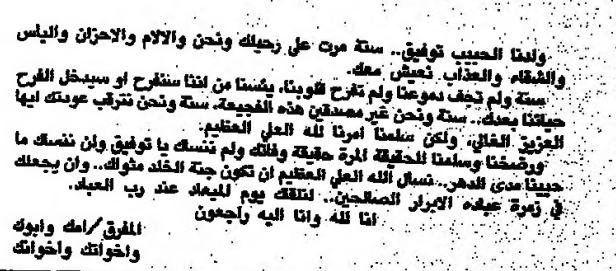 ولدنا الحبيب توفيق.. سنة مرت على رحيلك ونحن والالام والاحزان والياس
والشقاء والعذاب نعيش معك.
سنة ولم تجف دموعنا ولم تفرح قلوبنا، يئسنا من اننا سنفرح او سيدخل الفرح
حياتنا بعدك.. سنة ونحن غير مصدقين هذه الفجيعة، سنة ونحن نترقب عودتك ايها
العزيز الغالي، ولكن سلمنا امرنا لله العلي العظيم.
ورضخنا وسلمنا للحقيقة المرة حقيقة وفاتك ولم ننسك يا توفيق ولن ننسك ما
حيينا مدى الدهر.. نسال الله العلي العظيم ان تكون جنة الخلد مثواك.. وان يجعلك
في زمرة عباده الابرار الصالحين.. لنلقك يوم الميعاد عند رب العباد.
انا لله وانا اليه راجعون
المفرق/امك وابوك
واخواتك واخوانك